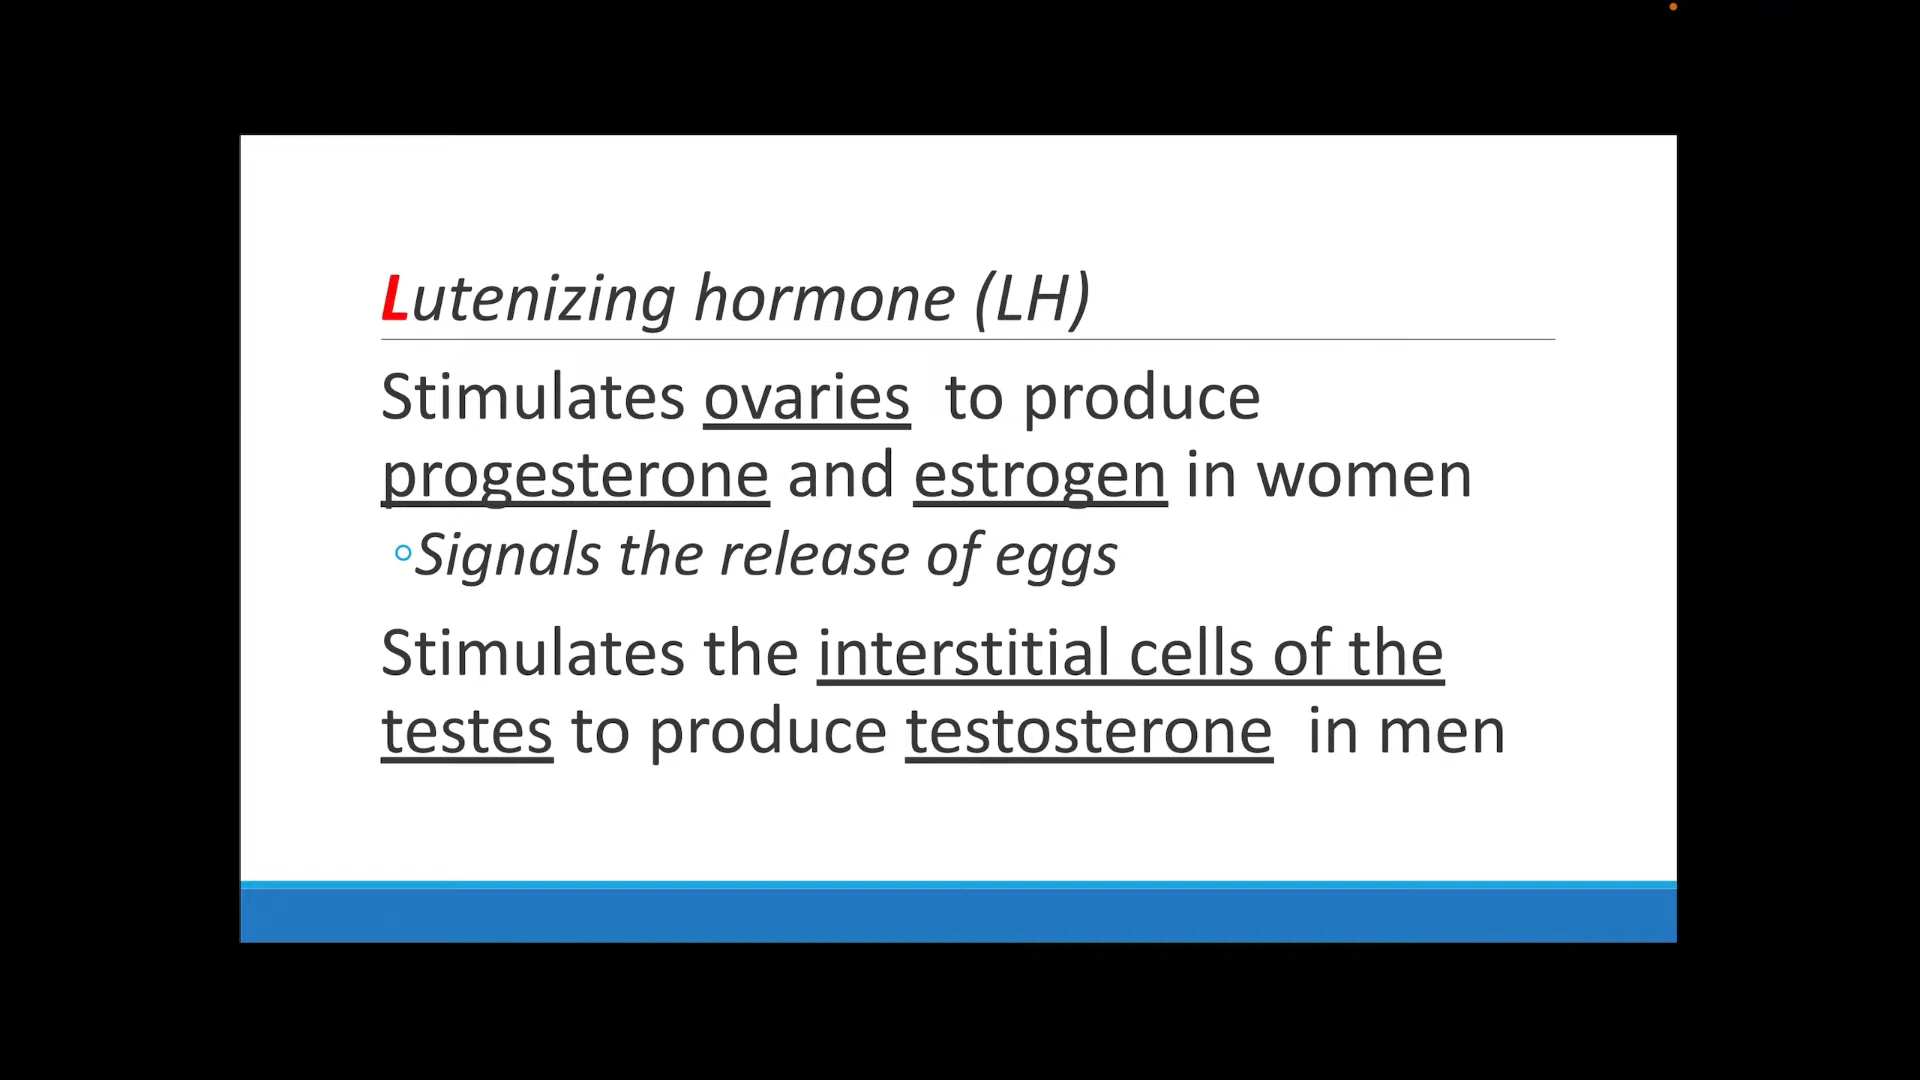 Lutenizing hormone (LH)
Stimulates ovaries to produce
progesterone and estrogen in women
◦Signals the release of eggs
Stimulates the interstitial cells of the
testes to produce testosterone in men